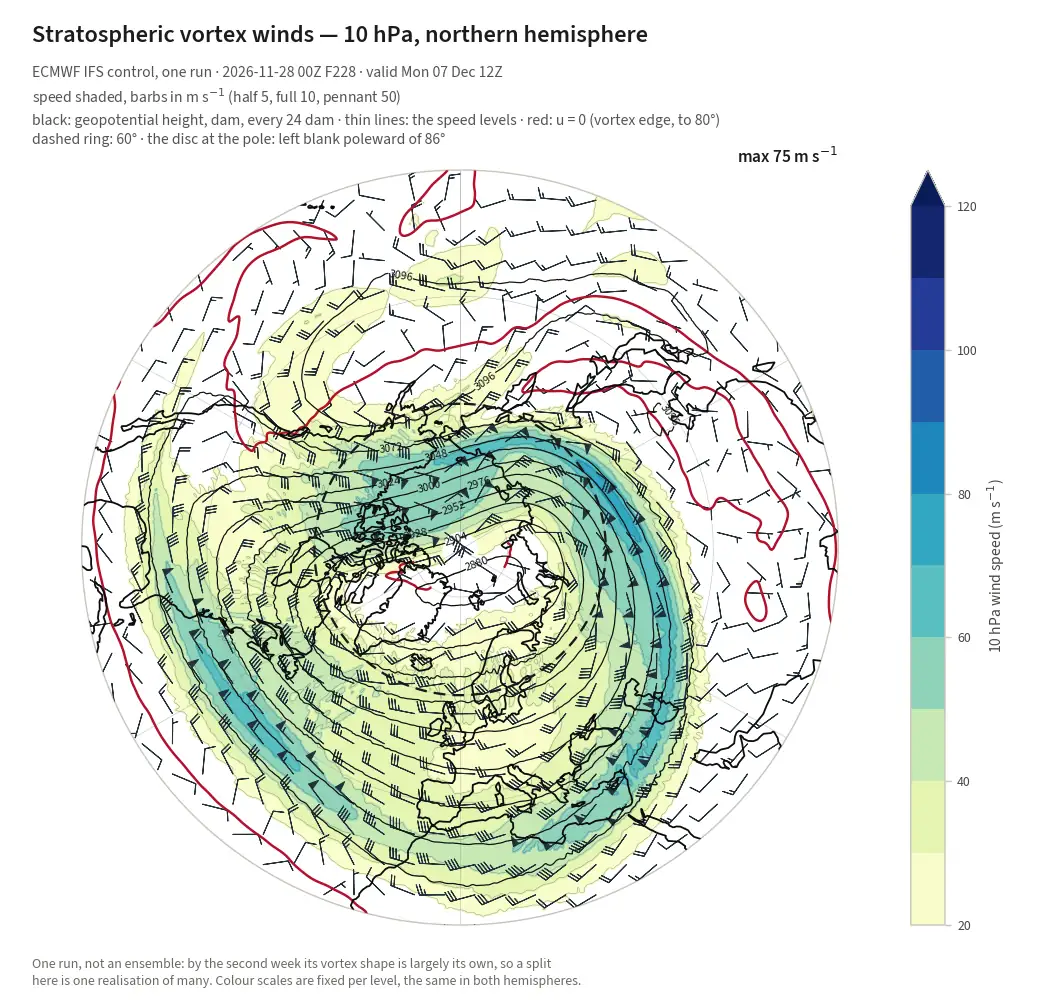 Stratospheric vortex winds — 10 hPa, northern hemisphere
ECMWF IFS control, one run · 2026-11-28 00Z F228 · valid Mon 07 Dec 12Z
speed shaded, barbs in m s⁻¹ (half 5, full 10, pennant 50)
black: geopotential height, dam, every 24 dam · thin lines: the speed levels · red: u = 0 (vortex edge, to 80°)
dashed ring: 60° · the disc at the pole: left blank poleward of 86°
max 75 m s⁻¹
120
100
80
60
40
20
10 hPa wind speed (m s⁻¹)
3096
3096
3072
3048
3024
3000
2976
2952
2904
2880
One run, not an ensemble: by the second week its vortex shape is largely its own, so a split
here is one realisation of many. Colour scales are fixed per level, the same in both hemispheres.